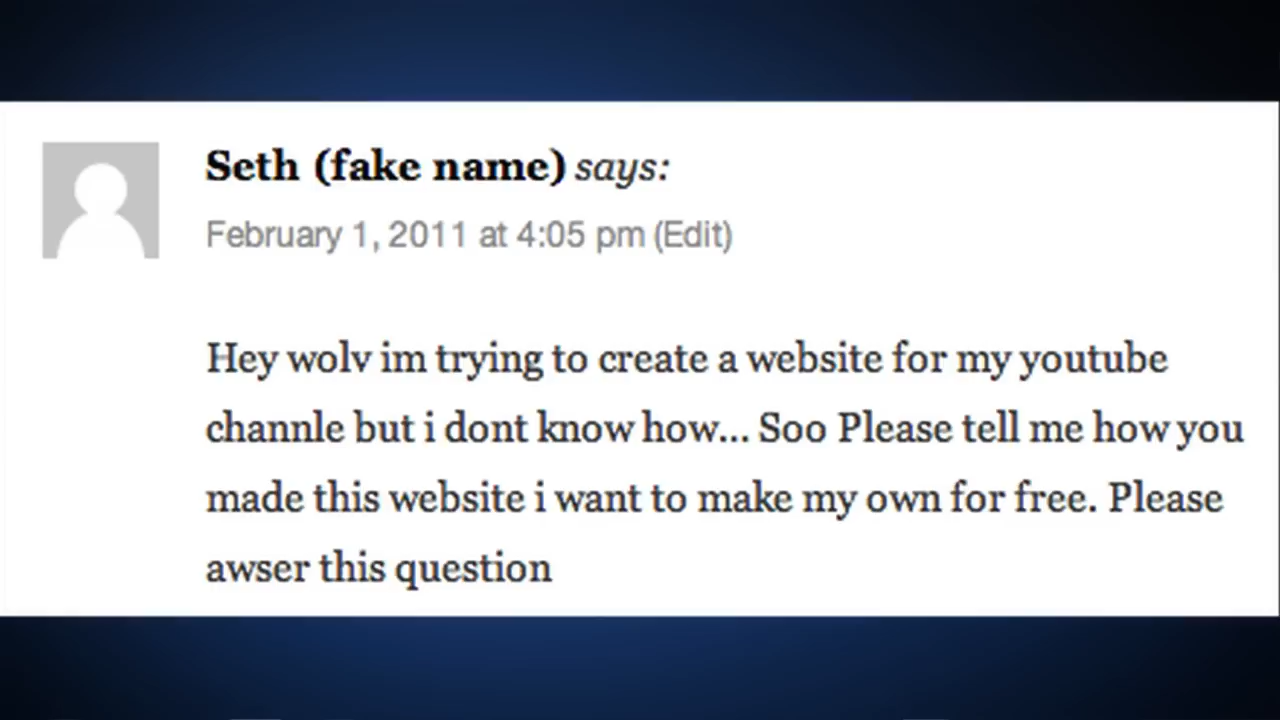 Seth (fake name) says:
February 1, 2011 at 4:05 pm (Edit)
Hey wolv im trying to create a website for my youtube
channle but i dont know how... Soo Please tell me how you
made this website i want to make my own for free. Please
awser this question